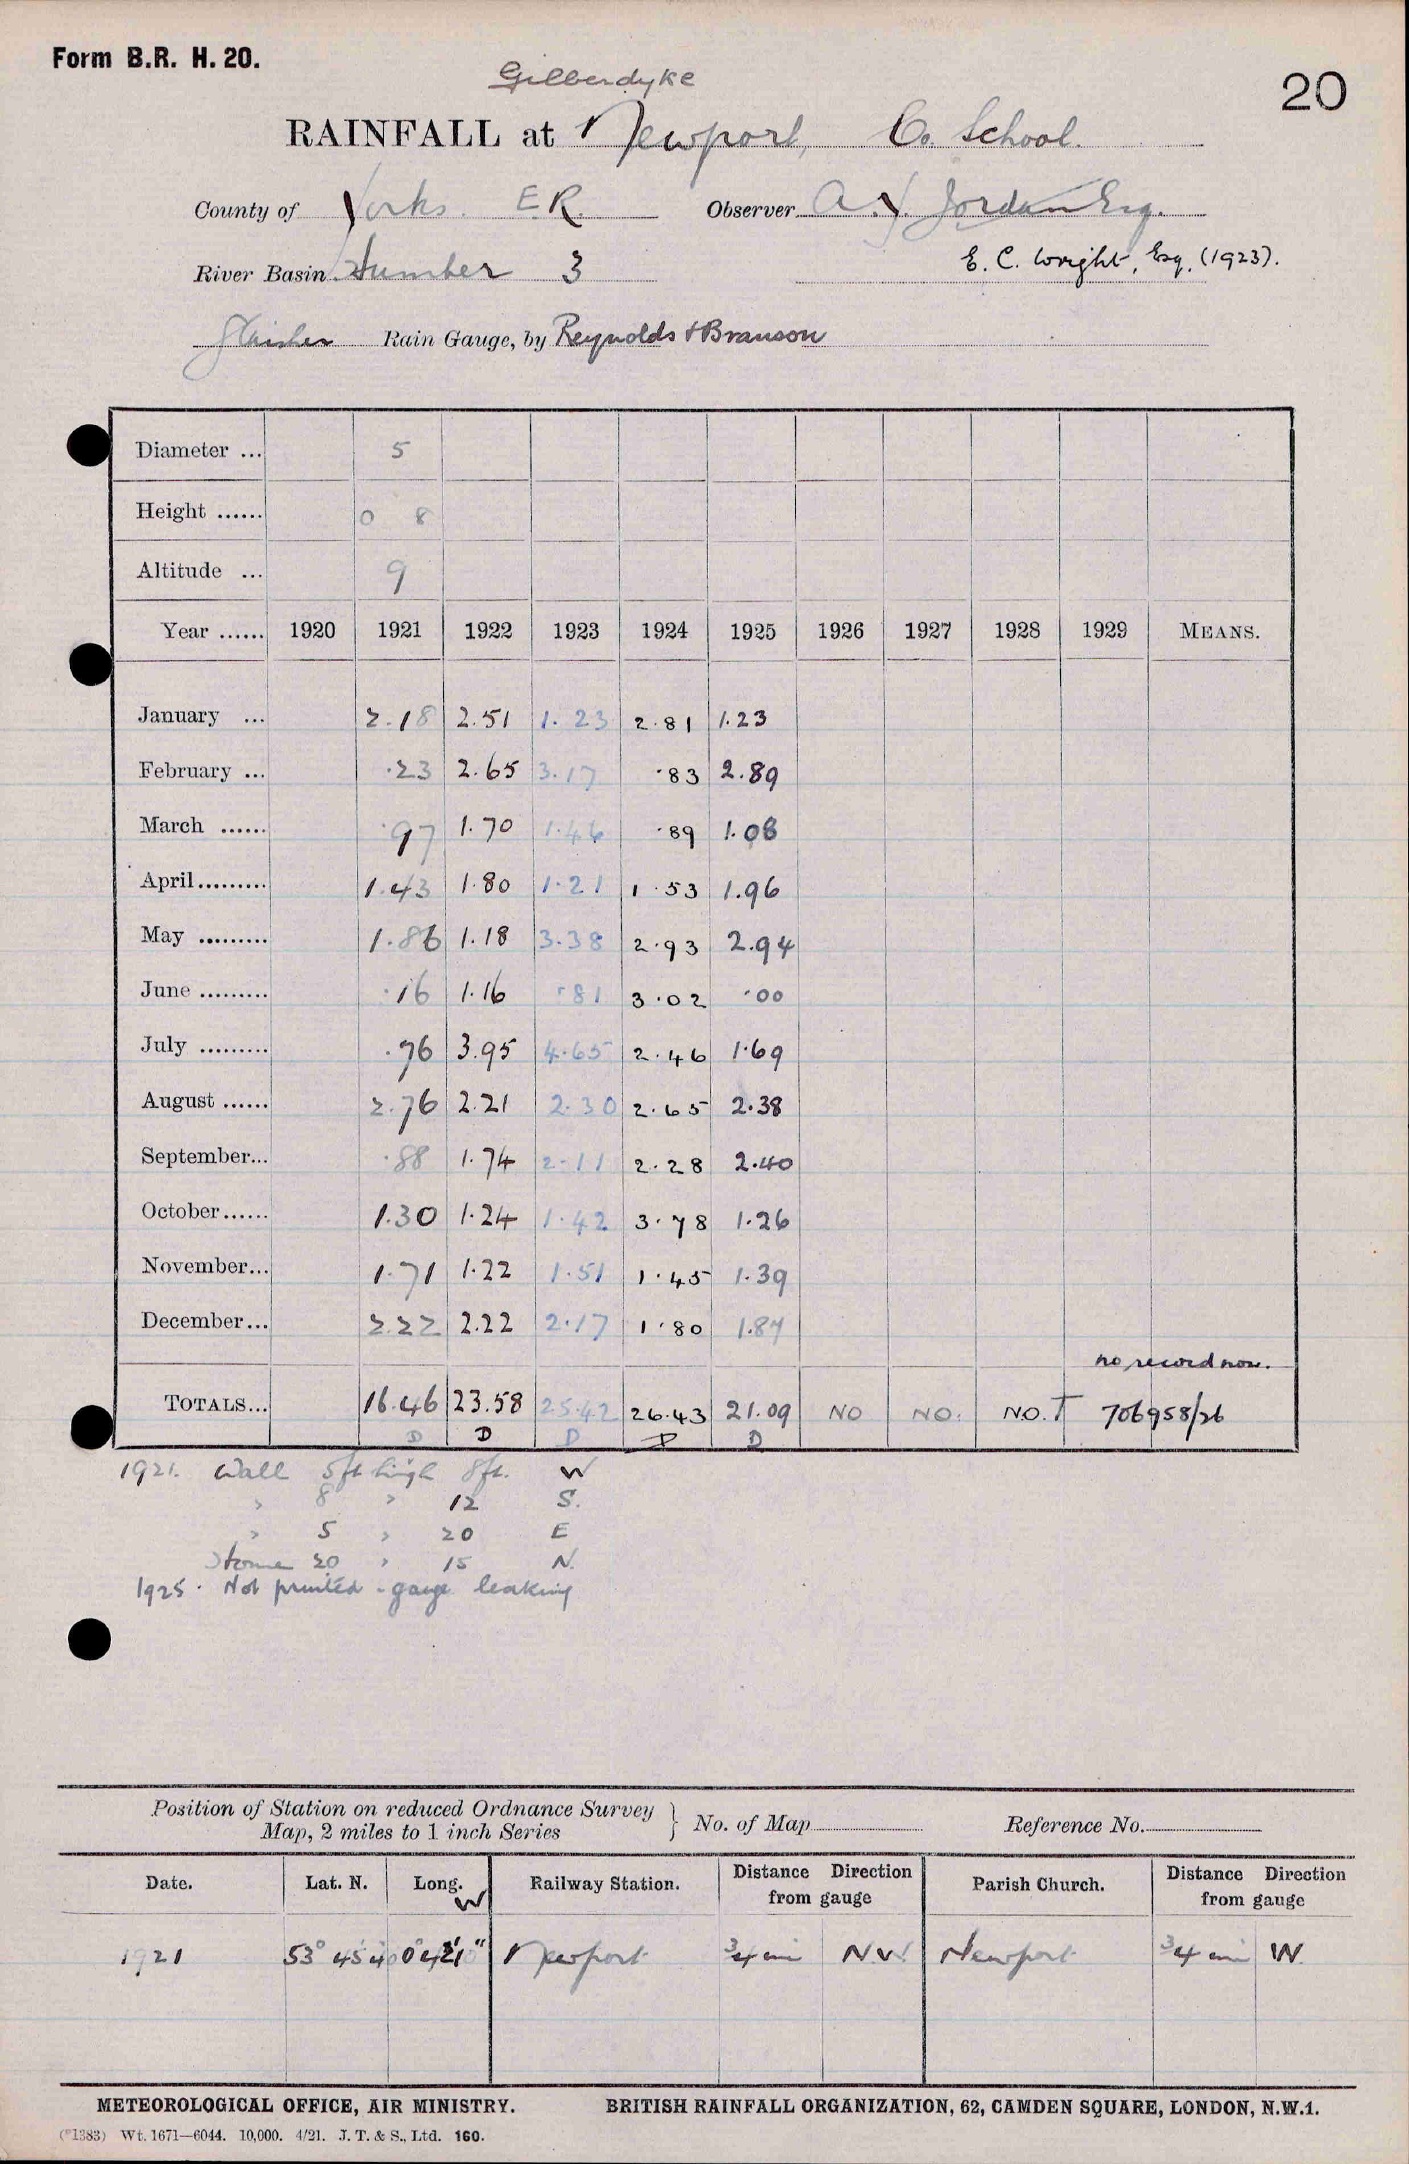 Form B.R. H. 20.
20
Gilberdyke
RAINFALL at Newport, Co. School.
County of Yorks. E.R. Observer A. J. Jordan Esq.
E. C. Wright, Esq. (1923).
River Basin Humber 3
Glaisher Rain Gauge, by Reynolds & Branson
Diameter ... 5
Height ...... 0 8
Altitude ... 9
Year ...... 1920 1921 1922 1923 1924 1925 1926 1927 1928 1929 MEANS.
January ... 2.18 2.51 1.23 2.81 1.23
February ... .23 2.65 3.17 .83 2.89
March ...... .97 1.70 1.46 .89 1.08
April ......... 1.43 1.80 1.21 1.53 1.96
May ......... 1.86 1.18 3.38 2.93 2.94
June ......... .16 1.16 .81 3.02 .00
July ......... .76 3.95 4.65 2.46 1.69
August ...... 2.76 2.21 2.30 2.65 2.38
September... .88 1.74 2.11 2.28 2.40
October ...... 1.30 1.24 1.42 3.78 1.26
November... 1.71 1.22 1.51 1.45 1.39
December... 2.22 2.22 2.17 1.80 1.87
no record now.
TOTALS... 16.46 23.58 25.42 26.43 21.09 NO NO. NO. T 706958/26
D D D D D
1921. Wall 5ft high 8ft. W
" 8 " 12 S.
" 5 " 20 E
20 " 15 N.
1925. Not printed - gauge leaking
Position of Station on reduced Ordnance Survey
Map, 2 miles to 1 inch Series } No. of Map Reference No.
Date. Lat. N. Long. W Railway Station. Distance Direction from gauge Parish Church. Distance Direction from gauge
1921 53° 45 Newport ¾ mi N.W. Newport ¾ mi W.
METEOROLOGICAL OFFICE, AIR MINISTRY. BRITISH RAINFALL ORGANIZATION, 62, CAMDEN SQUARE, LONDON, N.W.1.
(*1383) Wt. 1671—6044. 10,000. 4/21. J. T. & S., Ltd. 160.